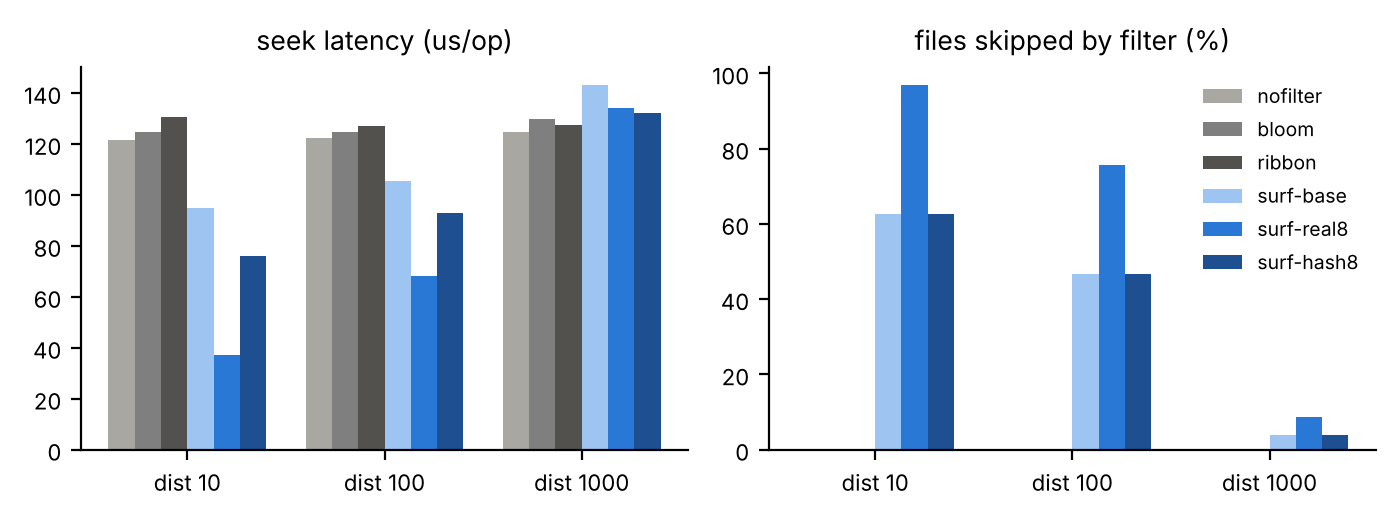 seek latency (us/op)
140
120
100
80
60
40
20
0
dist 10
dist 100
dist 1000
files skipped by filter (%)
100
80
60
40
20
0
dist 10
dist 100
dist 1000
nofilter
bloom
ribbon
surf-base
surf-real8
surf-hash8